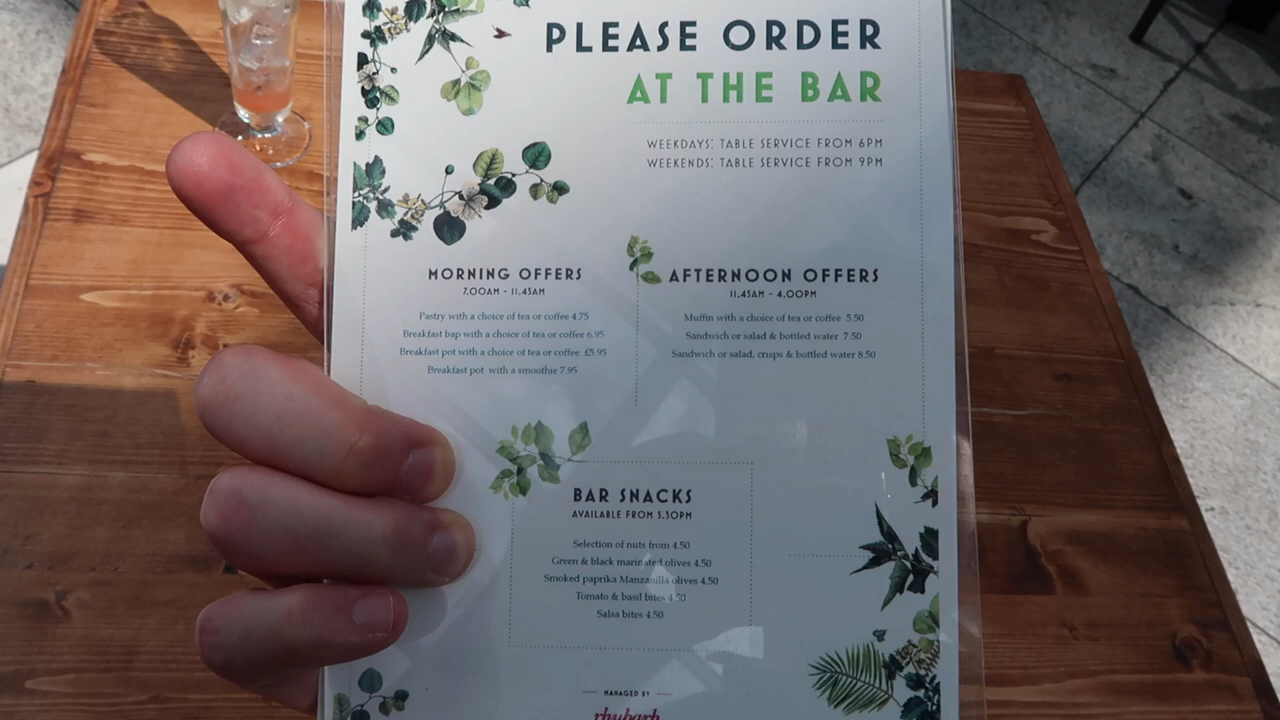 PLEASE ORDER
AT THE BAR
WEEKDAYS: TABLE SERVICE FROM 6PM
WEEKENDS: TABLE SERVICE FROM 9PM
MORNING OFFERS
7.00AM - 11.45AM
Pastry with a choice of tea or coffee 4.75
Breakfast bap with a choice of tea or coffee 6.95
Breakfast pot with a choice of tea or coffee £5.95
Breakfast pot with a smoothie 7.95
AFTERNOON OFFERS
11.45AM - 4.00PM
Muffin with a choice of tea or coffee 5.50
Sandwich or salad & bottled water 7.50
Sandwich or salad, crisps & bottled water 8.50
BAR SNACKS
AVAILABLE FROM 5.30PM
Selection of nuts from 4.50
Green & black marinated olives 4.50
Smoked paprika Manzanilla olives 4.50
Tomato & basil bites 4.50
Salsa bites 4.50
MANAGED BY
rhubarb